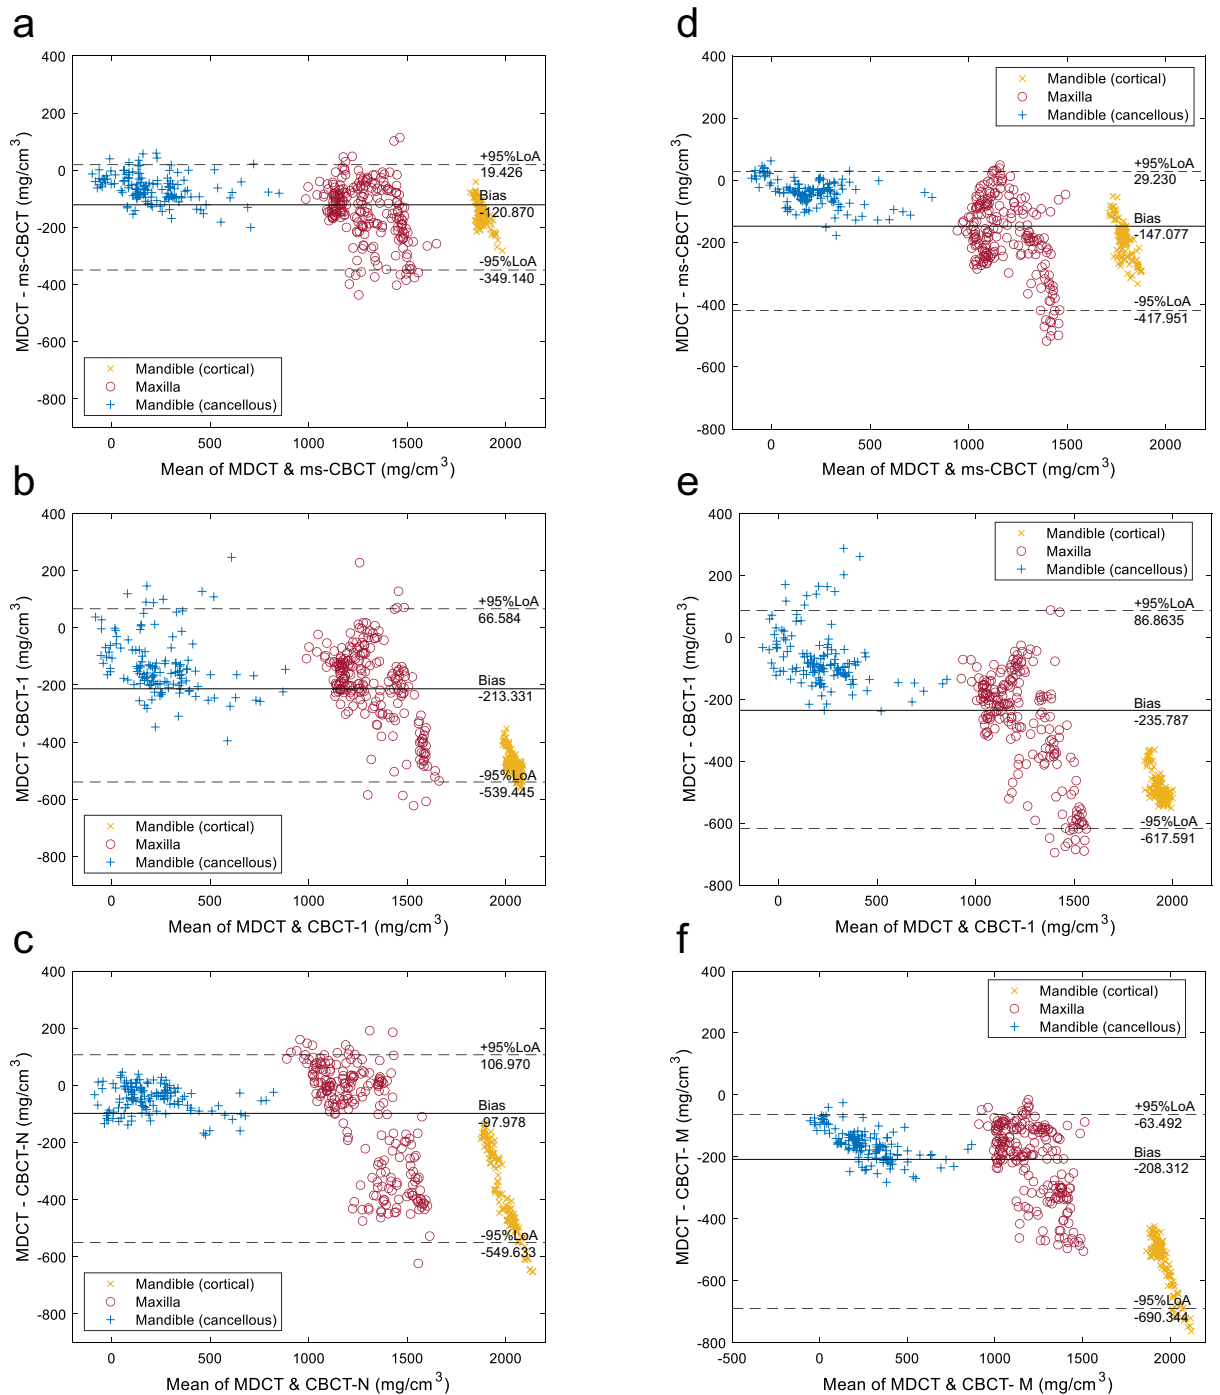 a
400
200
0
-200
-400
-600
-800
0
500
1000
1500
2000
MDCT - ms-CBCT (mg/cm3)
Mean of MDCT & ms-CBCT (mg/cm3)
+95%LoA
19.426
Bias
-120.870
-95%LoA
-349.140
Mandible (cortical)
Maxilla
Mandible (cancellous)
d
400
200
0
-200
-400
-600
-800
0
500
1000
1500
2000
MDCT - ms-CBCT (mg/cm3)
Mean of MDCT & ms-CBCT (mg/cm3)
Mandible (cortical)
Maxilla
Mandible (cancellous)
+95%LoA
29.230
Bias
-147.077
-95%LoA
-417.951
b
400
200
0
-200
-400
-600
-800
0
500
1000
1500
2000
MDCT - CBCT-1 (mg/cm3)
Mean of MDCT & CBCT-1 (mg/cm3)
+95%LoA
66.584
Bias
-213.331
-95%LoA
-539.445
Mandible (cortical)
Maxilla
Mandible (cancellous)
e
400
200
0
-200
-400
-600
-800
0
500
1000
1500
2000
MDCT - CBCT-1 (mg/cm3)
Mean of MDCT & CBCT-1 (mg/cm3)
Mandible (cortical)
Maxilla
Mandible (cancellous)
+95%LoA
86.8635
Bias
-235.787
-95%LoA
-617.591
c
400
200
0
-200
-400
-600
-800
0
500
1000
1500
2000
MDCT - CBCT-N (mg/cm3)
Mean of MDCT & CBCT-N (mg/cm3)
+95%LoA
106.970
Bias
-97.978
-95%LoA
-549.633
Mandible (cortical)
Maxilla
Mandible (cancellous)
f
400
200
0
-200
-400
-600
-800
-500
0
500
1000
1500
2000
MDCT - CBCT- M (mg/cm3)
Mean of MDCT & CBCT- M (mg/cm3)
Mandible (cortical)
Maxilla
Mandible (cancellous)
+95%LoA
-63.492
Bias
-208.312
-95%LoA
-690.344